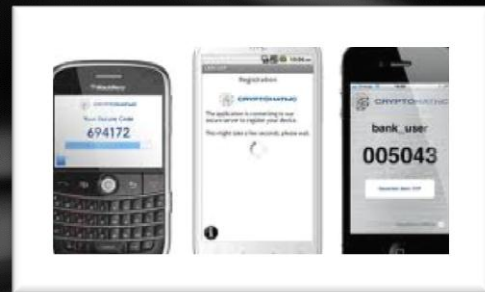 BlackBerry
CRYPTOMATHIC
Your Secure Code
694172
Registration
CRYPTOMATHIC
The application is connecting to our
secure server to register your device.
This might take a few seconds, please wait.
CRYPTOMATHIC
bank_user
005043